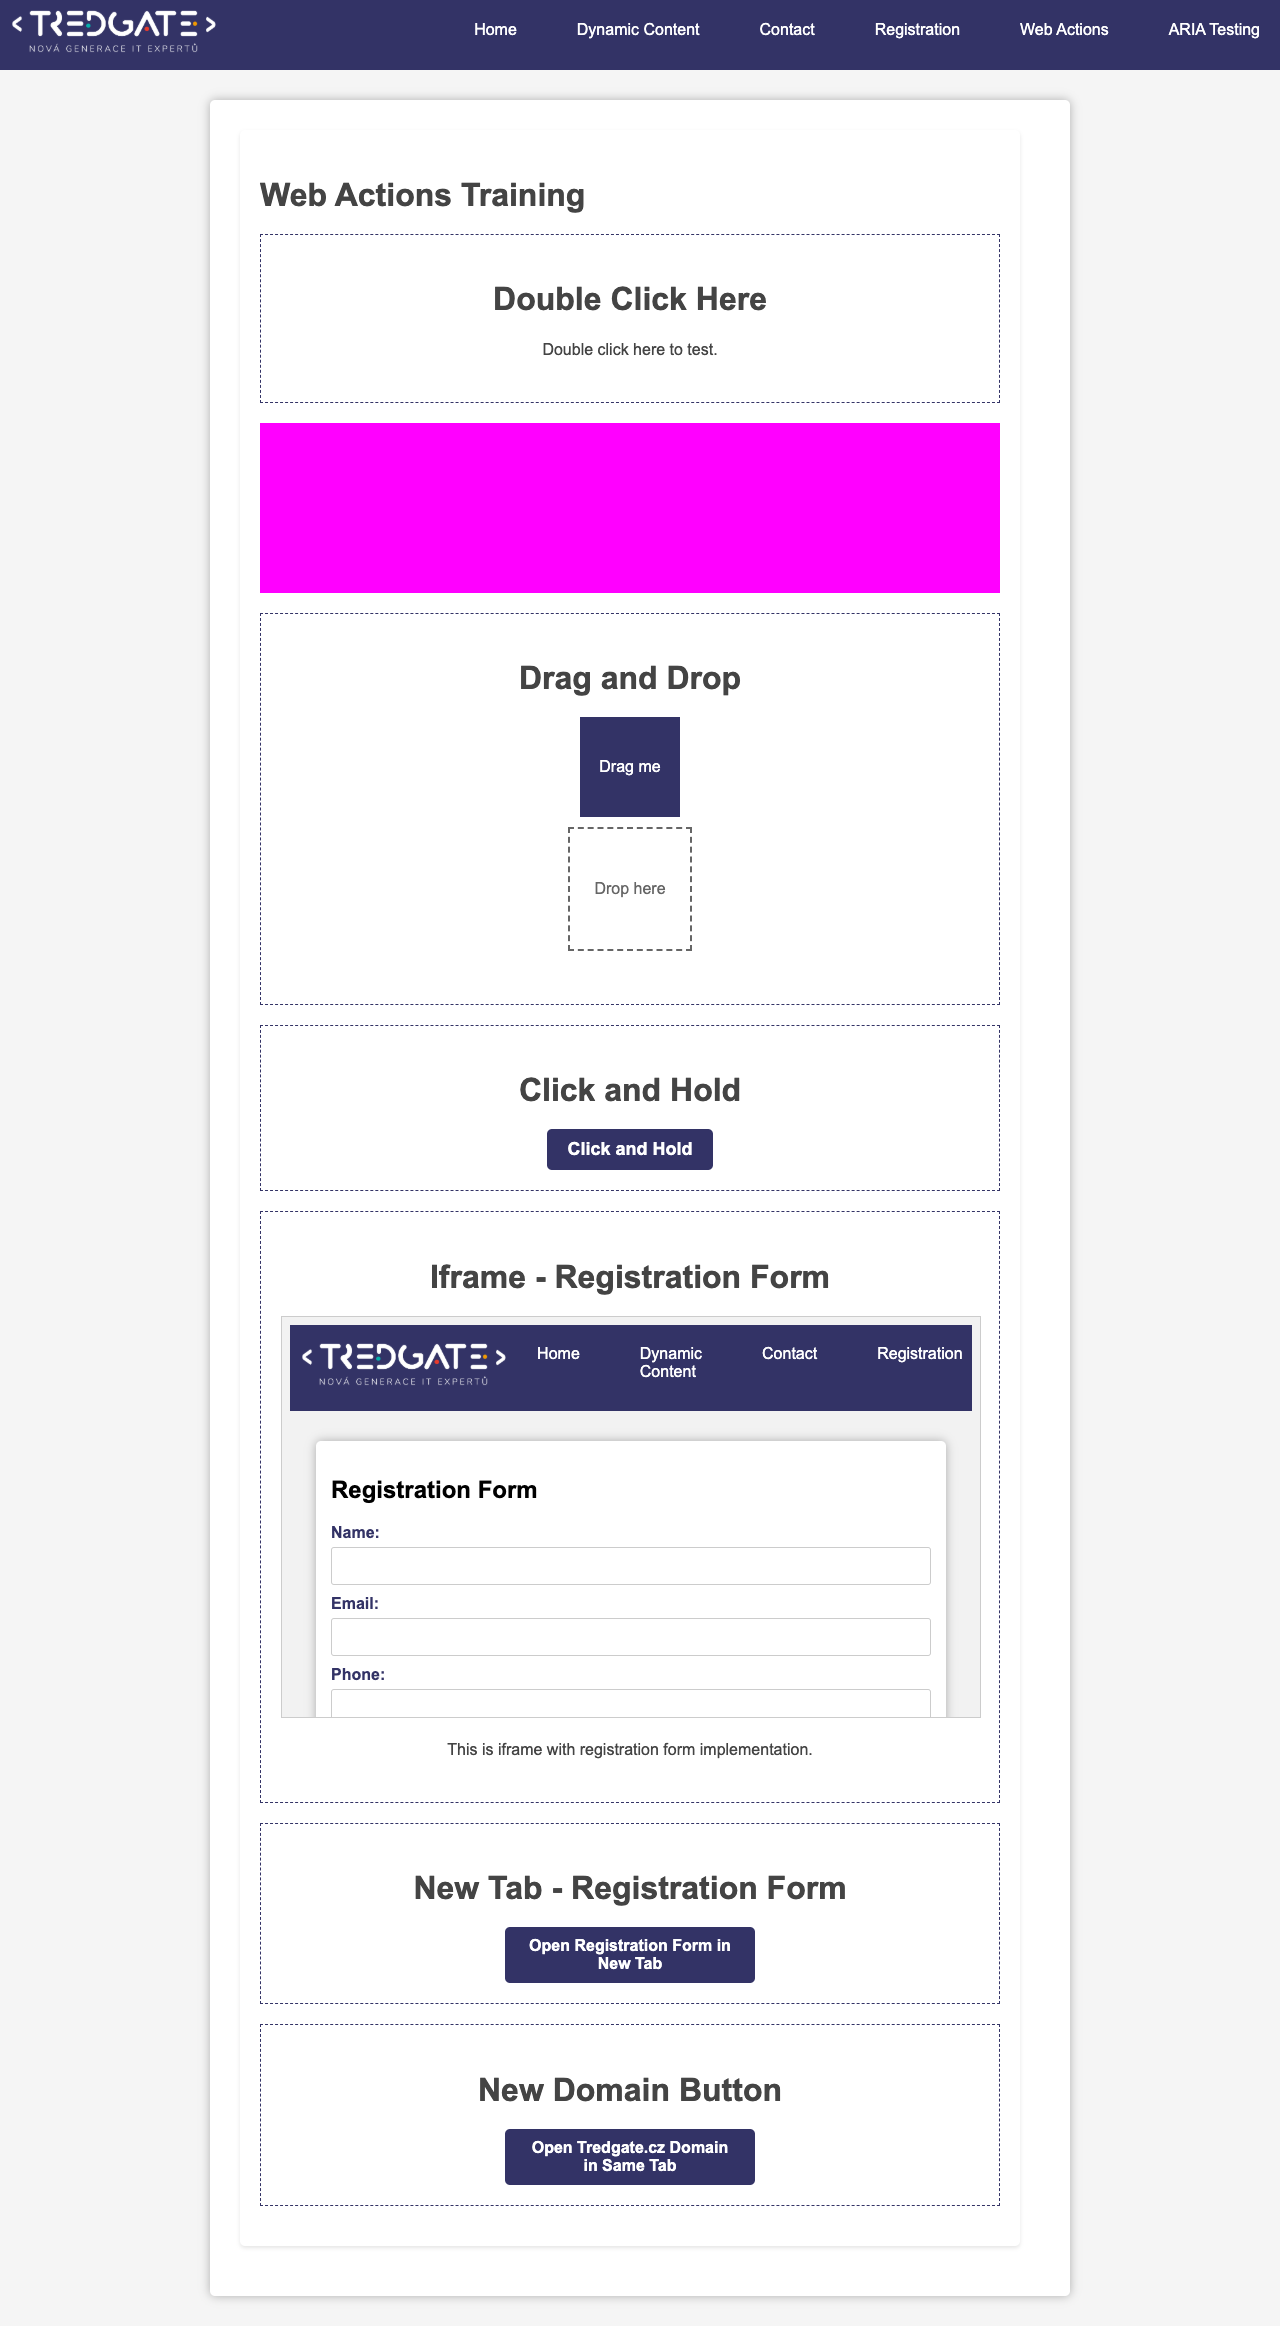 TREDGATE
NOVÁ GENERACE IT EXPERTŮ
Home
Dynamic Content
Contact
Registration
Web Actions
ARIA Testing
Web Actions Training
Double Click Here
Double click here to test.
Drag and Drop
Drag me
Drop here
Click and Hold
Click and Hold
Iframe - Registration Form
TREDGATE
NOVÁ GENERACE IT EXPERTŮ
Home
Dynamic
Content
Contact
Registration
Registration Form
Name:
Email:
Phone:
This is iframe with registration form implementation.
New Tab - Registration Form
Open Registration Form in
New Tab
New Domain Button
Open Tredgate.cz Domain
in Same Tab